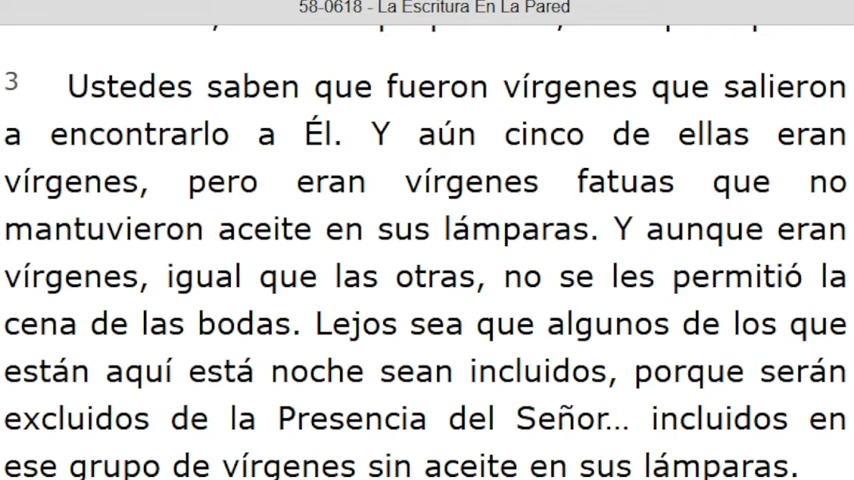 58-0618 - La Escritura En La Pared
3 Ustedes saben que fueron vírgenes que salieron
a encontrarlo a Él. Y aún cinco de ellas eran
vírgenes, pero eran vírgenes fatuas que no
mantuvieron aceite en sus lámparas. Y aunque eran
vírgenes, igual que las otras, no se les permitió la
cena de las bodas. Lejos sea que algunos de los que
están aquí está noche sean incluidos, porque serán
excluidos de la Presencia del Señor… incluidos en
ese grupo de vírgenes sin aceite en sus lámparas.